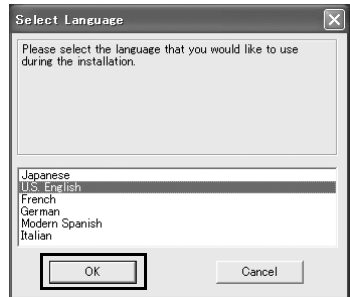 Select Language
Please select the language that you would like to use
during the installation.
Japanese
U.S. English
French
German
Modern Spanish
Italian
OK
Cancel